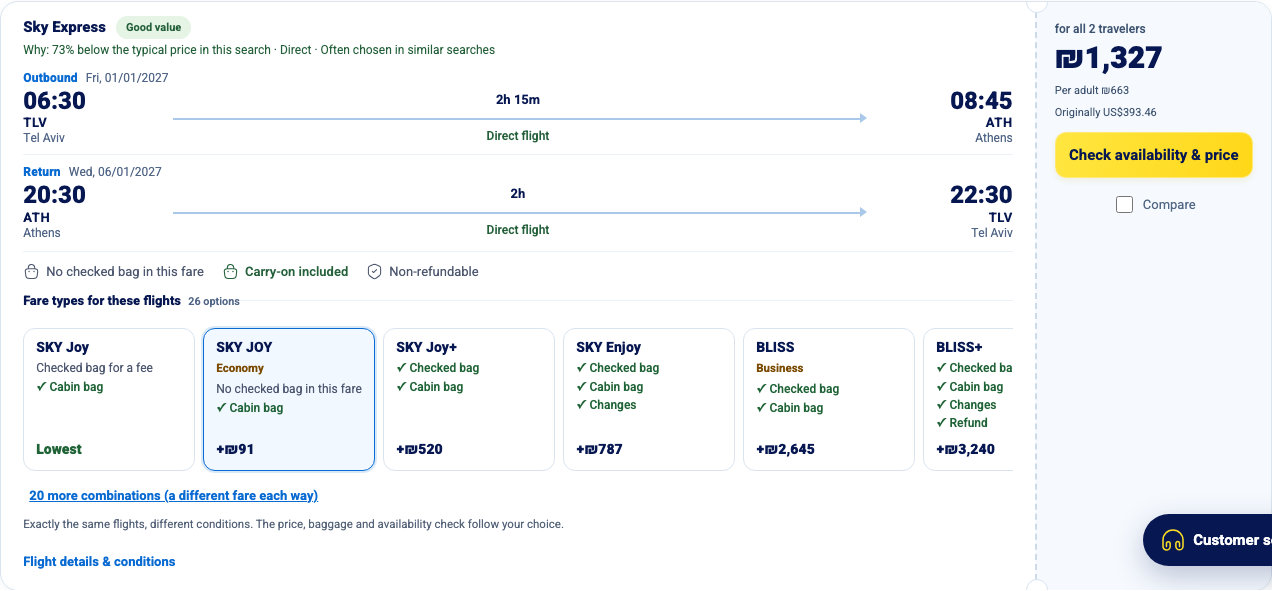 Sky Express Good value
Why: 73% below the typical price in this search · Direct · Often chosen in similar searches
Outbound Fri, 01/01/2027
06:30 2h 15m 08:45
TLV ATH
Tel Aviv Direct flight Athens
Return Wed, 06/01/2027
20:30 2h 22:30
ATH TLV
Athens Direct flight Tel Aviv
No checked bag in this fare Carry-on included Non-refundable
Fare types for these flights 26 options
SKY Joy
Checked bag for a fee
✓ Cabin bag
Lowest
SKY JOY
Economy
No checked bag in this fare
✓ Cabin bag
+₪91
SKY Joy+
✓ Checked bag
✓ Cabin bag
+₪520
SKY Enjoy
✓ Checked bag
✓ Cabin bag
✓ Changes
+₪787
BLISS
Business
✓ Checked bag
✓ Cabin bag
+₪2,645
BLISS+
✓ Checked ba
✓ Cabin bag
✓ Changes
✓ Refund
+₪3,240
20 more combinations (a different fare each way)
Exactly the same flights, different conditions. The price, baggage and availability check follow your choice.
Flight details & conditions
for all 2 travelers
₪1,327
Per adult ₪663
Originally US$393.46
Check availability & price
Compare
Customer s